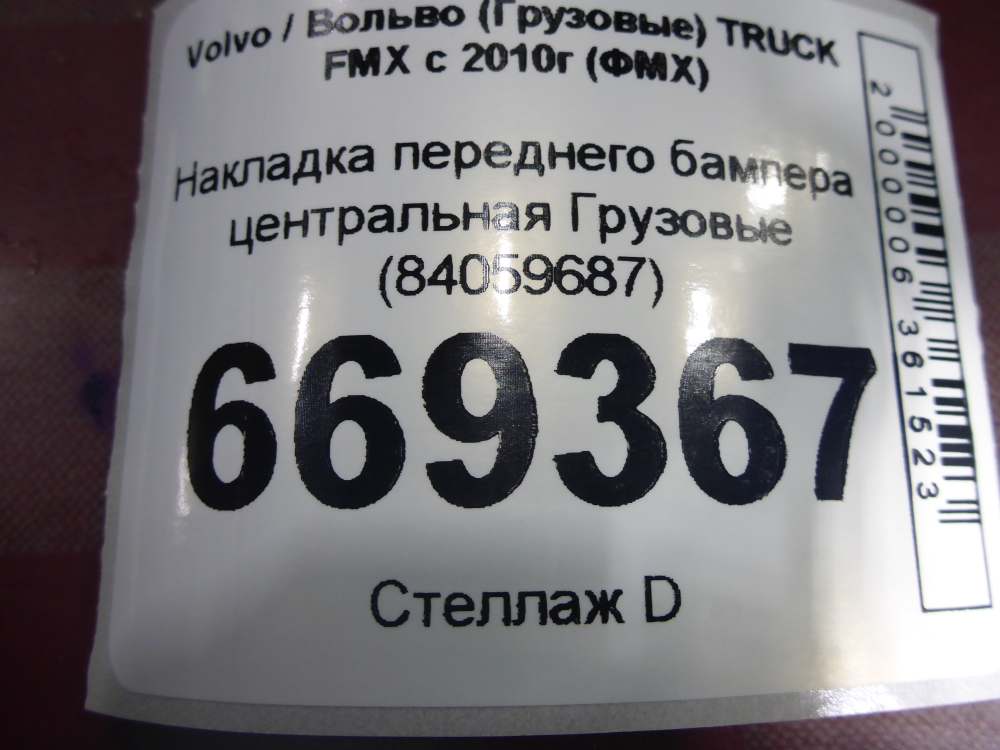 Volvo / Вольво (Грузовые) TRUCK
FMX с 2010г (ФМХ)
Накладка переднего бампера
центральная Грузовые
(84059687)
669367
Стеллаж D
2000006361523